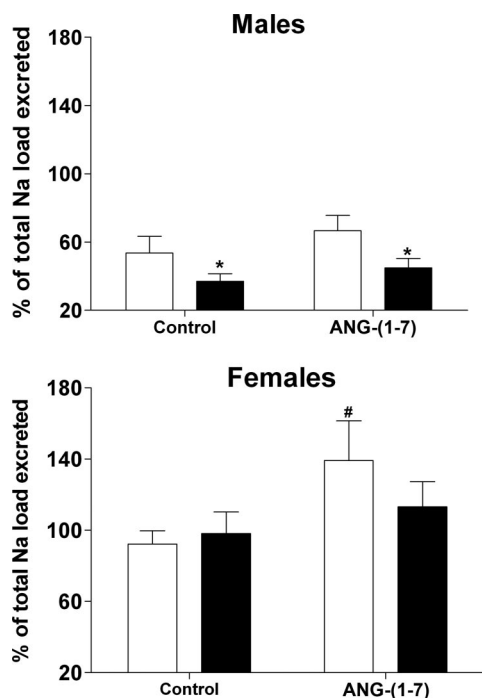 Males
% of total Na load excreted
180
140
100
60
20
*
*
Control
ANG-(1-7)
Females
% of total Na load excreted
180
140
100
60
20
#
Control
ANG-(1-7)